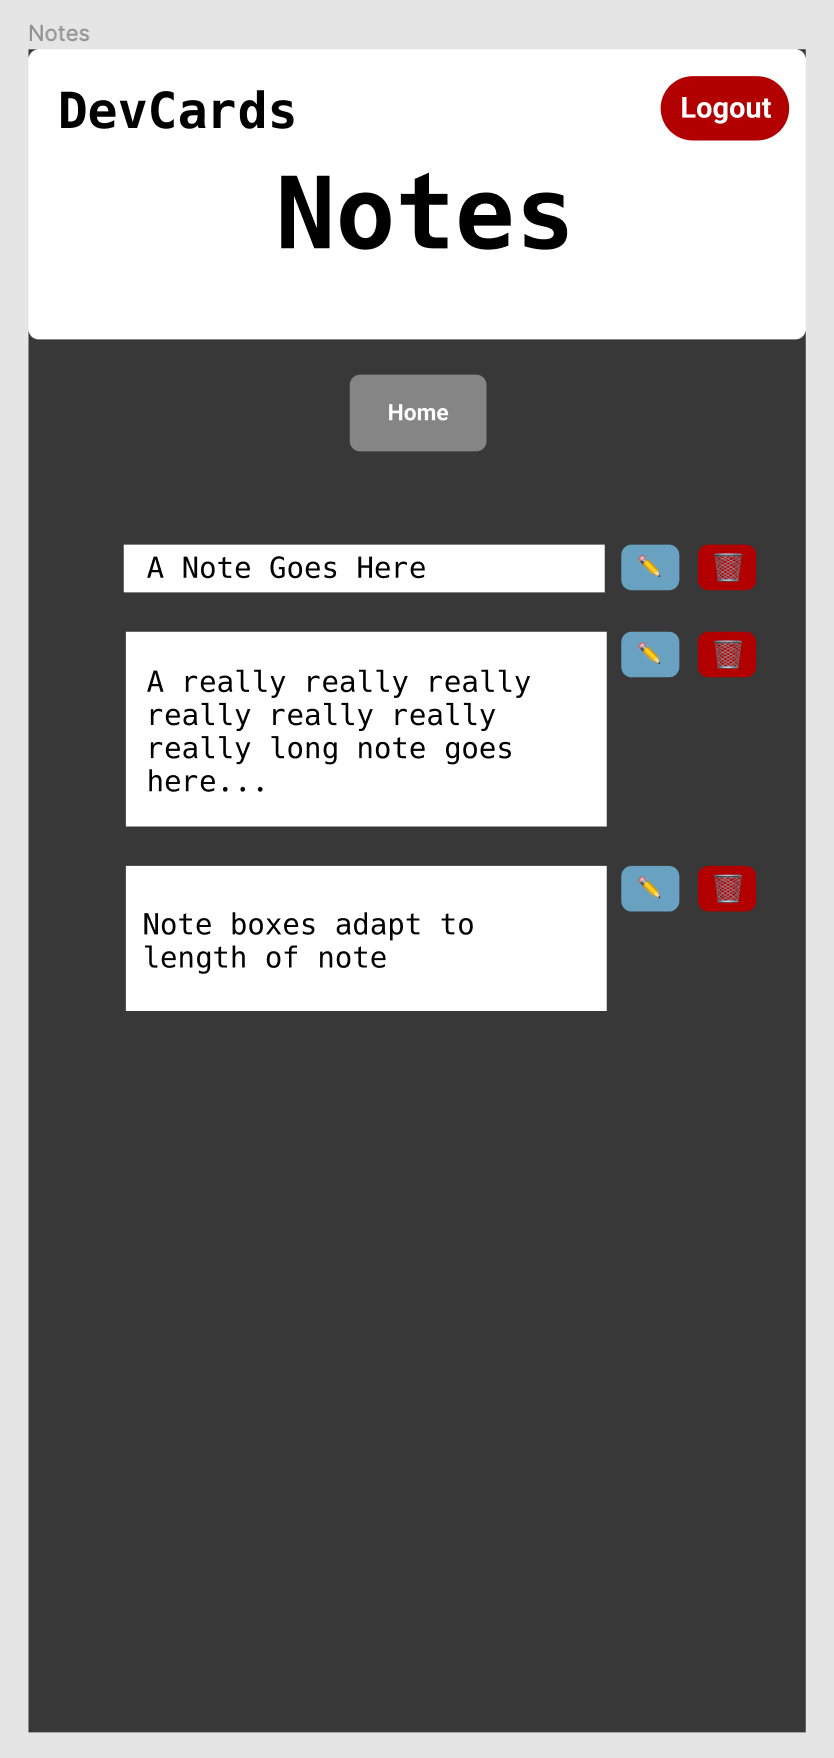 Notes
DevCards
Logout
Notes
Home
A Note Goes Here
A really really really
really really really
really long note goes
here...
Note boxes adapt to
length of note